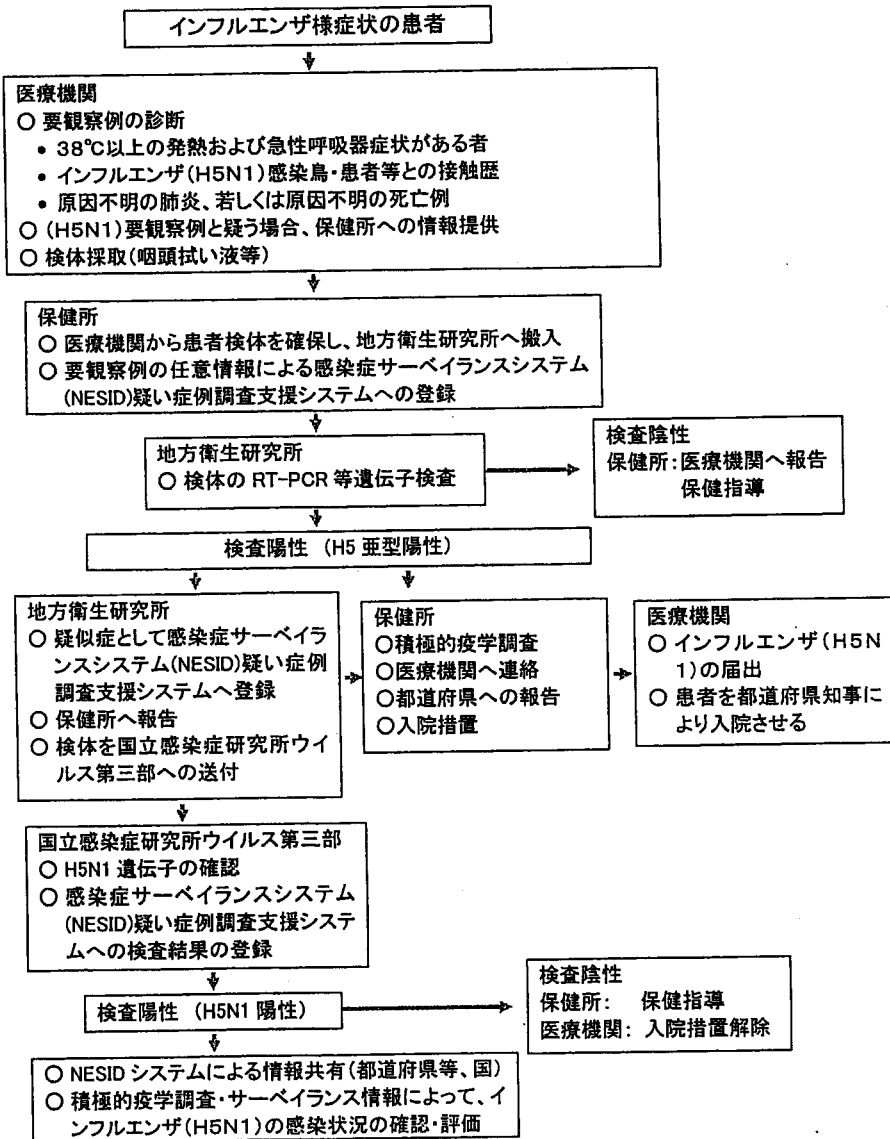 インフルエンザ様症状の患者
医療機関
○ 要観察例の診断
• 38℃以上の発熱および急性呼吸器症状がある者
• インフルエンザ(H5N1)感染鳥・患者等との接触歴
• 原因不明の肺炎、若しくは原因不明の死亡例
○ (H5N1)要観察例と疑う場合、保健所への情報提供
○ 検体採取(咽頭拭い液等)
保健所
○ 医療機関から患者検体を確保し、地方衛生研究所へ搬入
○ 要観察例の任意情報による感染症サーベイランスシステム
(NESID)疑い症例調査支援システムへの登録
地方衛生研究所
○ 検体の RT-PCR 等遺伝子検査
検査陰性
保健所:医療機関へ報告
保健指導
検査陽性 (H5 亜型陽性)
地方衛生研究所
○ 疑似症として感染症サーベイラ
ンスシステム(NESID)疑い症例
調査支援システムへ登録
○ 保健所へ報告
○ 検体を国立感染症研究所ウイ
ルス第三部への送付
保健所
○積極的疫学調査
○医療機関へ連絡
○都道府県への報告
○入院措置
医療機関
○ インフルエンザ(H5N
1)の届出
○ 患者を都道府県知事に
より入院させる
国立感染症研究所ウイルス第三部
○ H5N1 遺伝子の確認
○ 感染症サーベイランスシステム
(NESID)疑い症例調査支援システ
ムへの検査結果の登録
検査陽性 (H5N1 陽性)
検査陰性
保健所: 保健指導
医療機関: 入院措置解除
○ NESID システムによる情報共有(都道府県等、国)
○ 積極的疫学調査・サーベイランス情報によって、イ
ンフルエンザ(H5N1)の感染状況の確認・評価